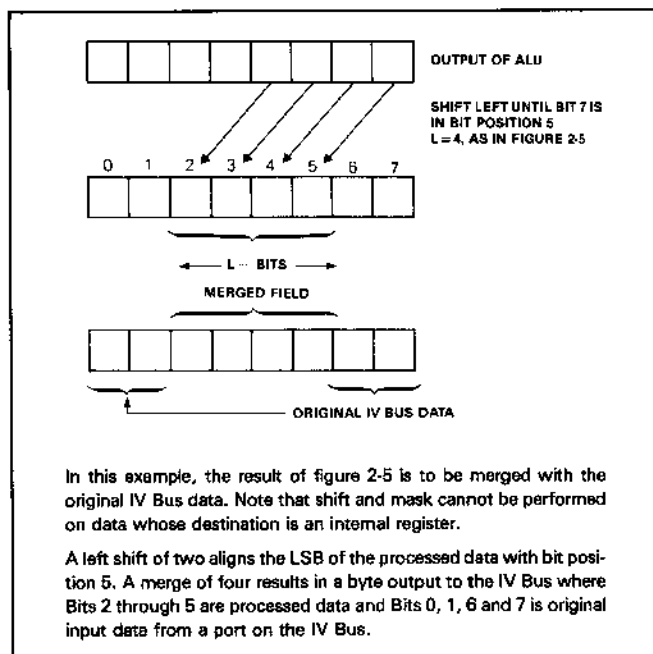 OUTPUT OF ALU
SHIFT LEFT UNTIL BIT 7 IS
IN BIT POSITION 5
L = 4, AS IN FIGURE 2-5
0 1 2 3 4 5 6 7
L -- BITS
MERGED FIELD
ORIGINAL IV BUS DATA
In this example, the result of figure 2-5 is to be merged with the
original IV Bus data. Note that shift and mask cannot be performed
on data whose destination is an internal register.
A left shift of two aligns the LSB of the processed data with bit posi-
tion 5. A merge of four results in a byte output to the IV Bus where
Bits 2 through 5 are processed data and Bits 0, 1, 6 and 7 is original
input data from a port on the IV Bus.